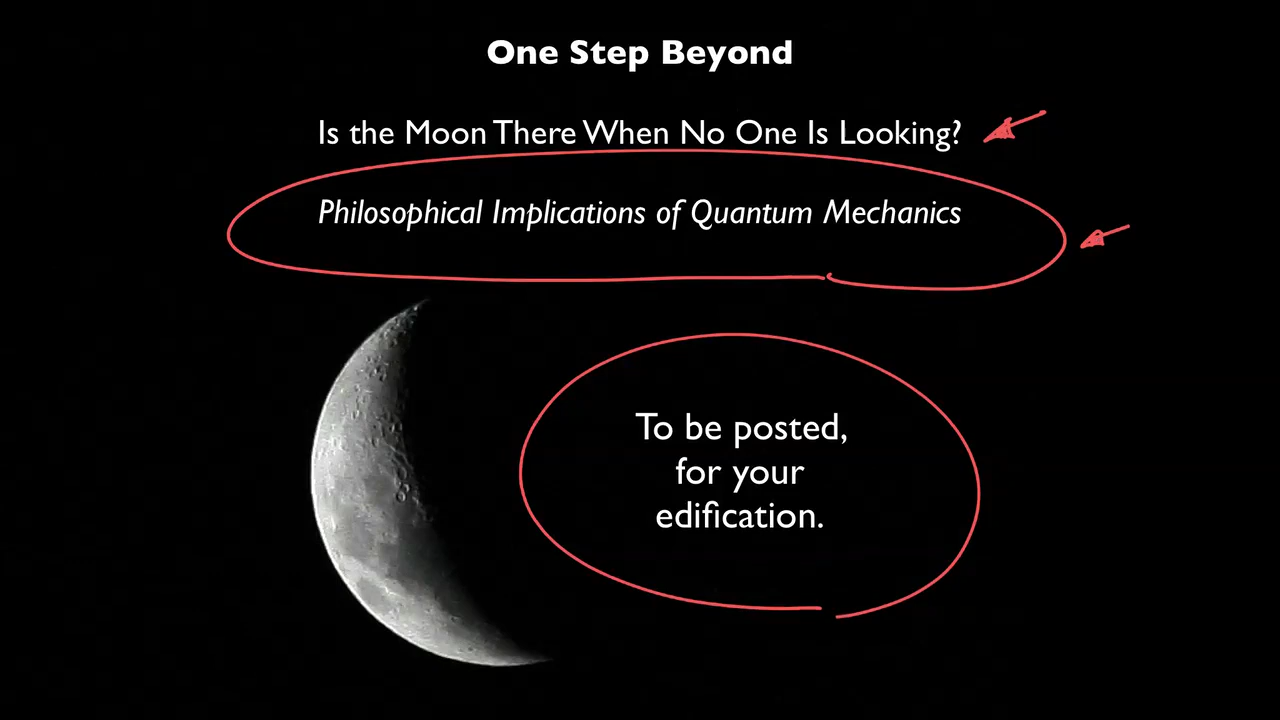 One Step Beyond
Is the Moon There When No One Is Looking?
Philosophical Implications of Quantum Mechanics
To be posted,
for your
edification.